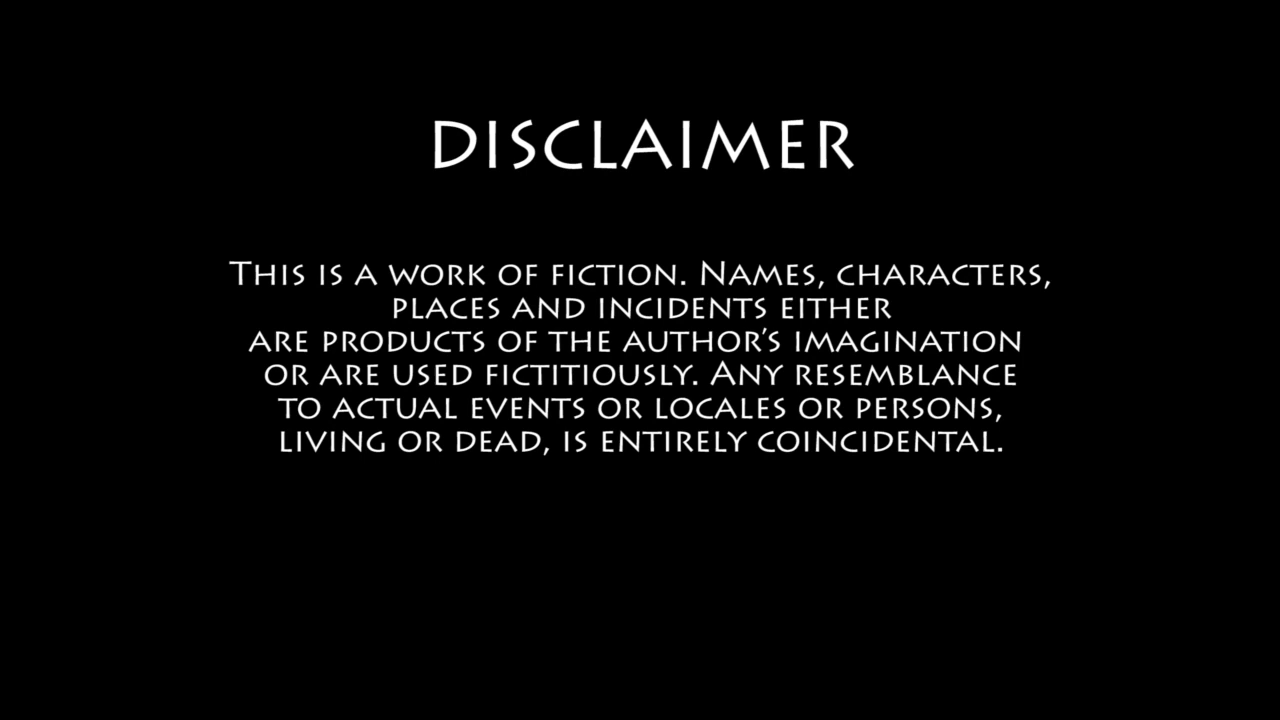 DISCLAIMER
THIS IS A WORK OF FICTION. NAMES, CHARACTERS,
PLACES AND INCIDENTS EITHER
ARE PRODUCTS OF THE AUTHOR'S IMAGINATION
OR ARE USED FICTITIOUSLY. ANY RESEMBLANCE
TO ACTUAL EVENTS OR LOCALES OR PERSONS,
LIVING OR DEAD, IS ENTIRELY COINCIDENTAL.